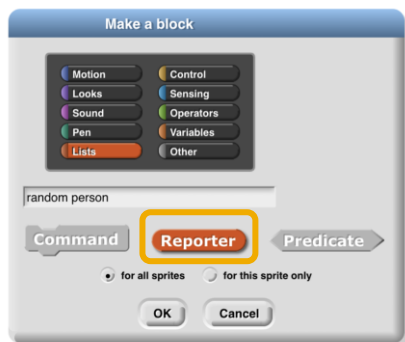 Make a block
Motion Control
Looks Sensing
Sound Operators
Pen Variables
Lists Other
random person
Command Reporter Predicate
for all sprites for this sprite only
OK Cancel